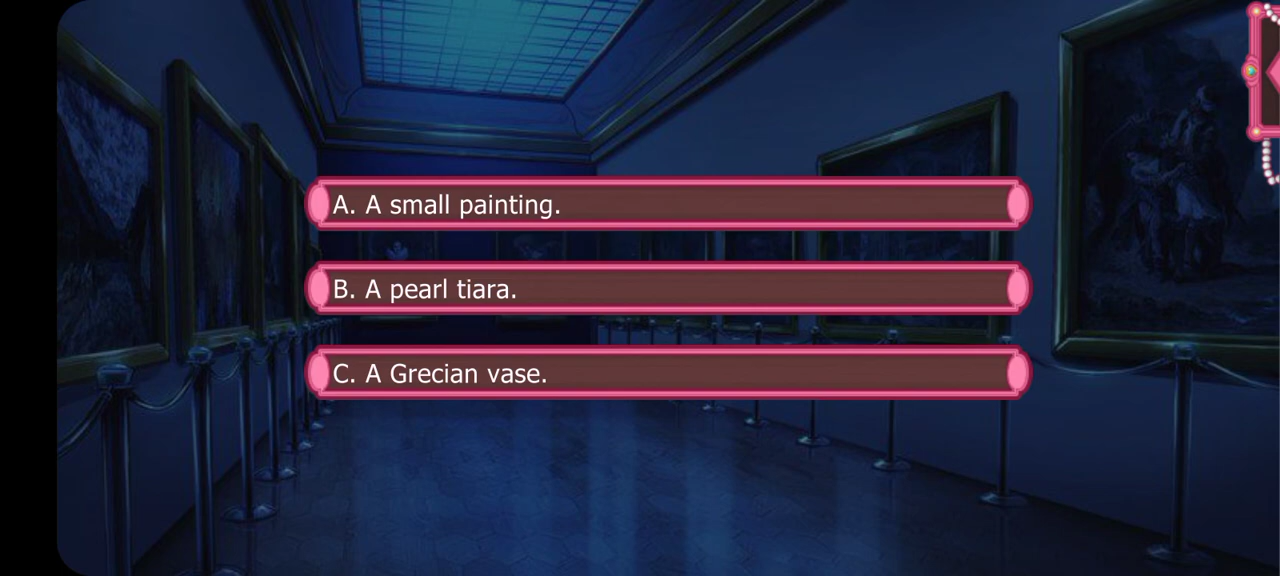 A. A small painting.
B. A pearl tiara.
C. A Grecian vase.